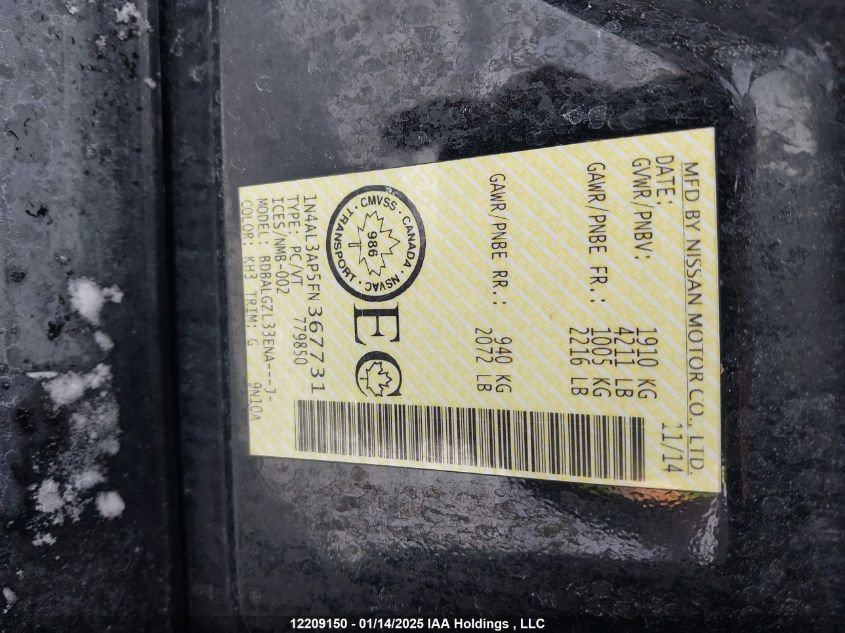 MFD BY NISSAN MOTOR CO., LTD.
DATE: 11/14
GVWR/PNBV: 1910 KG
4211 LB
GAWR/PNBE FR.: 1005 KG
2216 LB
GAWR/PNBE RR.: 940 KG
2072 LB
CMVSS · CANADA · NSVAC · TRANSPORT ·
986
T
EC
1N4AL3AP5FN367731
TYPE: PC/VT 779850
ICES/NMB-002
MODEL: BDBALGZL33ENA---J-
COLOR: KH3 TRIM: G 9N10A
12209150 - 01/14/2025 IAA Holdings , LLC